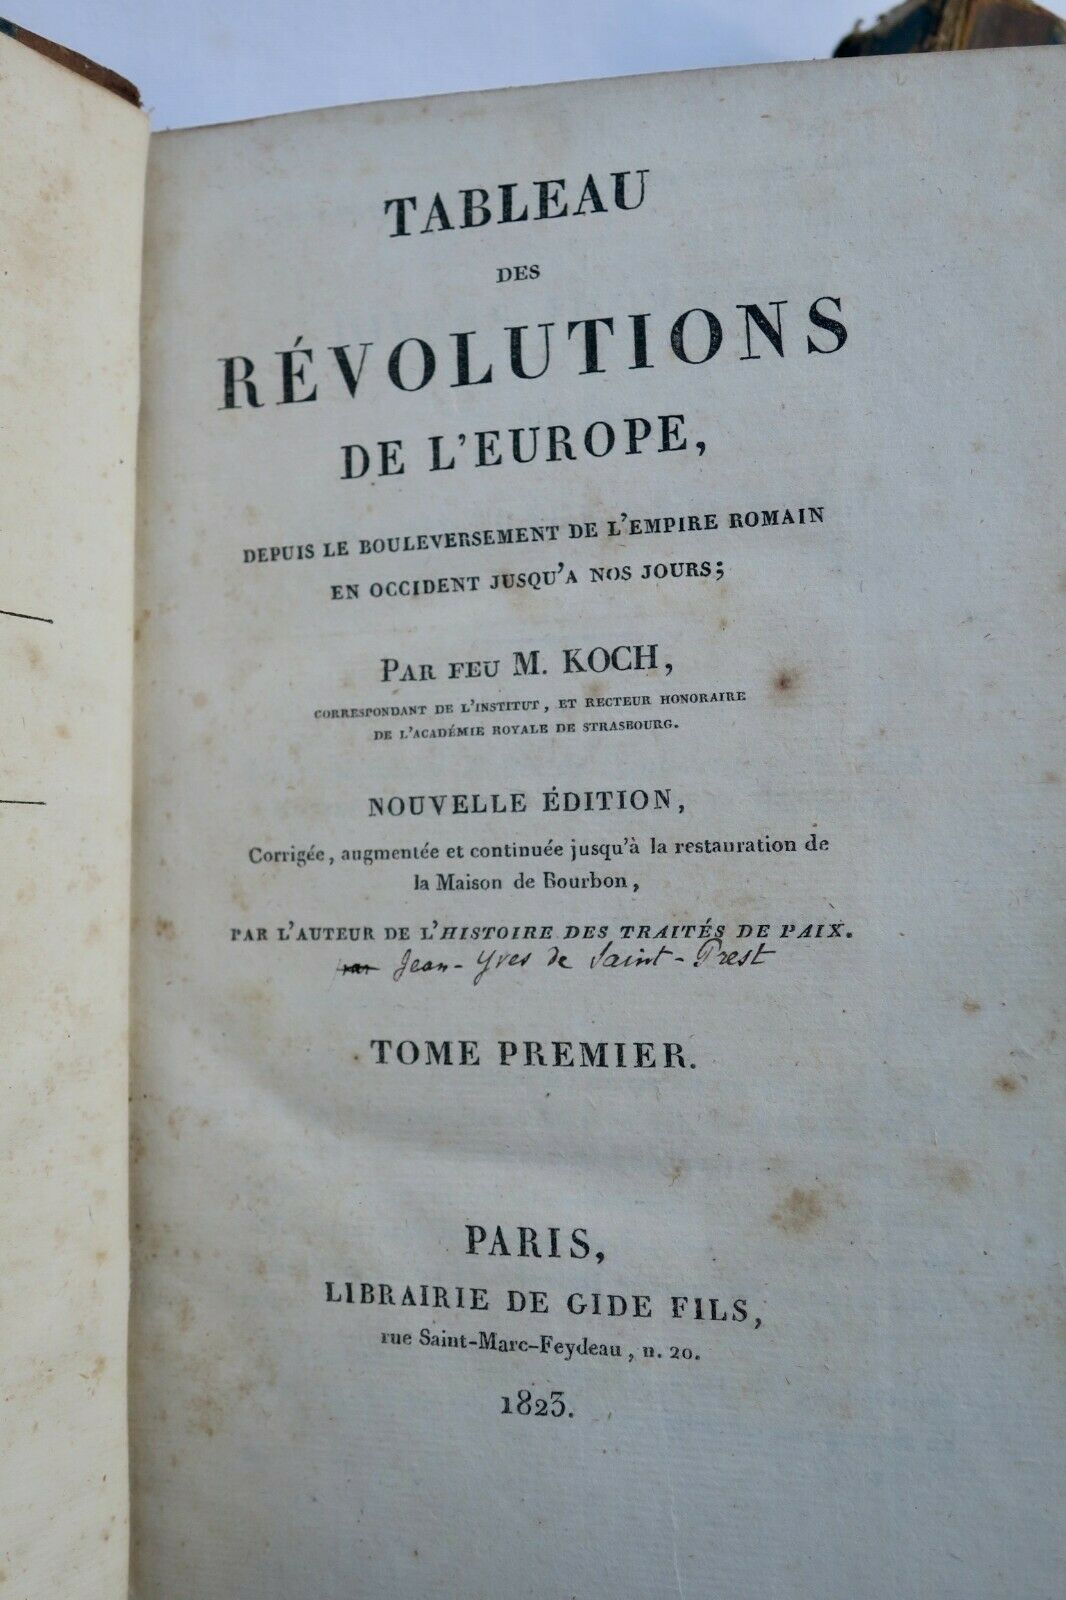 TABLEAU
DES
RÉVOLUTIONS
DE L'EUROPE,
DEPUIS LE BOULEVERSEMENT DE L'EMPIRE ROMAIN
EN OCCIDENT JUSQU'A NOS JOURS;
PAR FEU M. KOCH,
CORRESPONDANT DE L'INSTITUT, ET RECTEUR HONORAIRE
DE L'ACADÉMIE ROYALE DE STRASBOURG.
NOUVELLE ÉDITION,
Corrigée, augmentée et continuée jusqu'à la restauration de
la Maison de Bourbon,
PAR L'AUTEUR DE L'HISTOIRE DES TRAITÉS DE PAIX.
par Jean-Yves de Saint-Prest
TOME PREMIER.
PARIS,
LIBRAIRIE DE GIDE FILS,
rue Saint-Marc-Feydeau, n. 20.
1823.